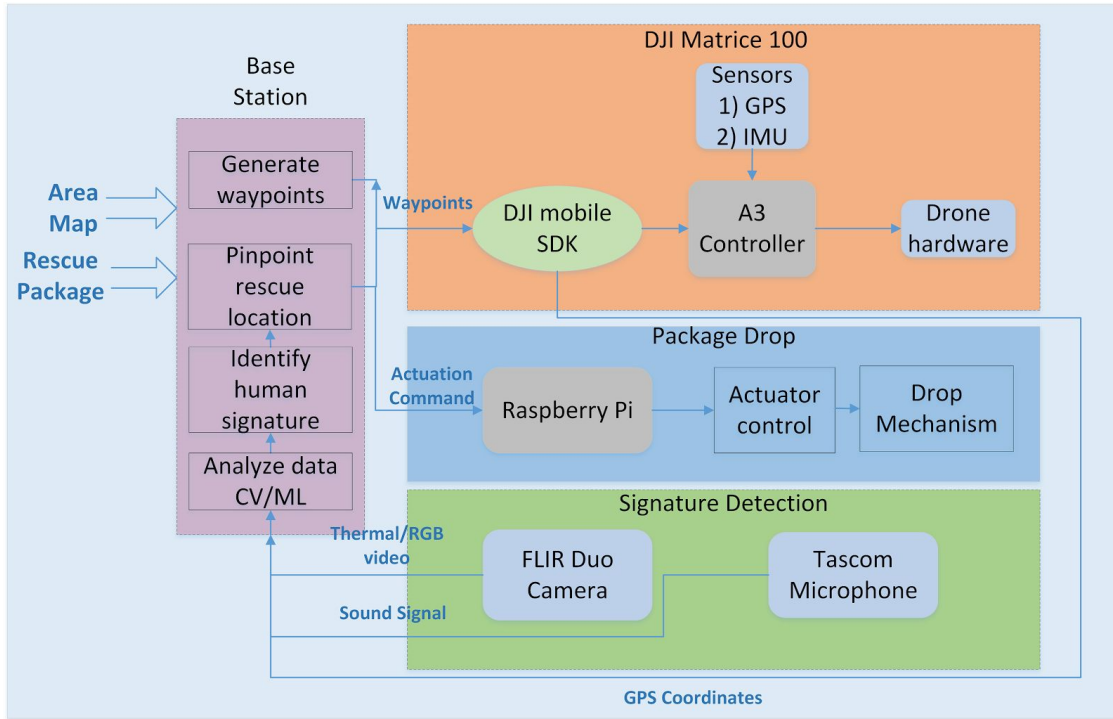 Base
Station
Area
Map
Rescue
Package
Generate
waypoints
Pinpoint
rescue
location
Identify
human
signature
Analyze data
CV/ML
DJI Matrice 100
Sensors
1) GPS
2) IMU
Waypoints
DJI mobile
SDK
A3
Controller
Drone
hardware
Package Drop
Actuation
Command
Raspberry Pi
Actuator
control
Drop
Mechanism
Signature Detection
Thermal/RGB
video
FLIR Duo
Camera
Tascom
Microphone
Sound Signal
GPS Coordinates